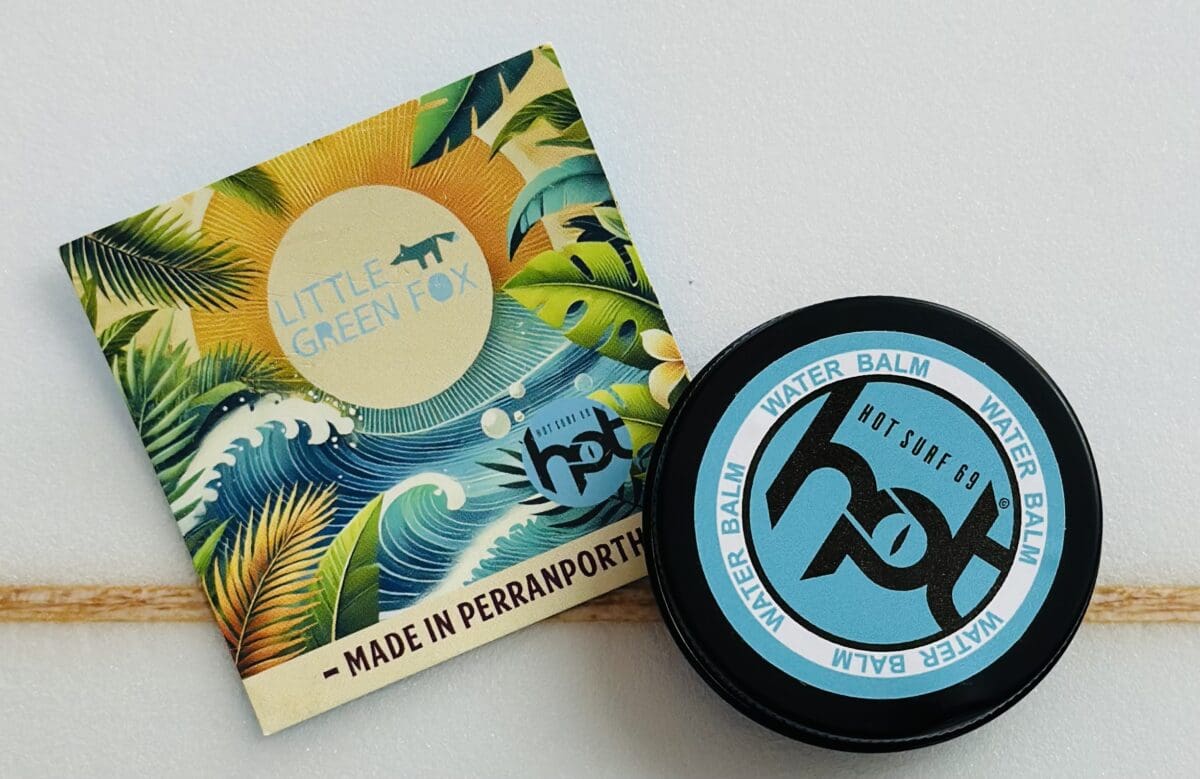 LITTLE
GREEN FOX
HOT SURF 69
hot
- MADE IN PERRANPORTH
WATER BALM
WATER BALM
WATER BALM
WATER BALM
HOT SURF 69
hot
©